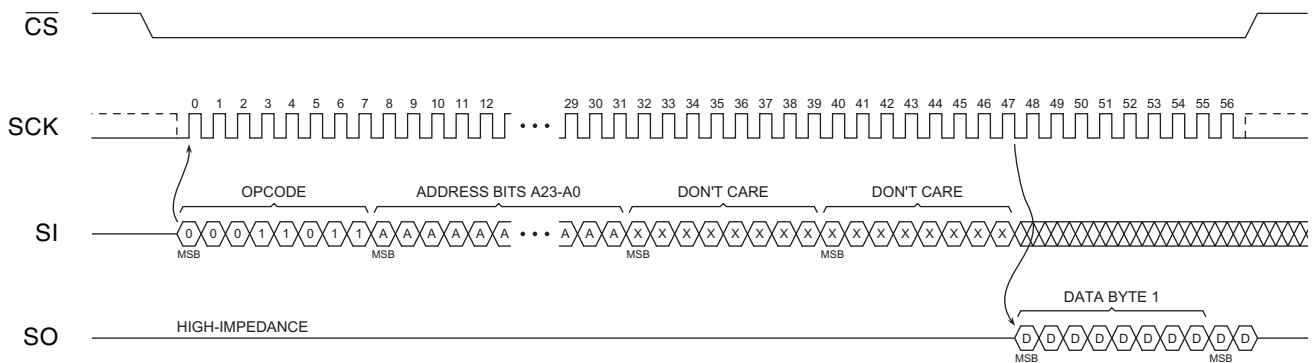 CS
0 1 2 3 4 5 6 7 8 9 10 11 12 29 30 31 32 33 34 35 36 37 38 39 40 41 42 43 44 45 46 47 48 49 50 51 52 53 54 55 56
SCK
OPCODE ADDRESS BITS A23-A0 DON'T CARE DON'T CARE
SI 0 0 0 1 1 0 1 1 A A A A A A A A A X X X X X X X X X X X X X X X X
MSB MSB MSB MSB
DATA BYTE 1
HIGH-IMPEDANCE
SO D D D D D D D D D D
MSB MSB